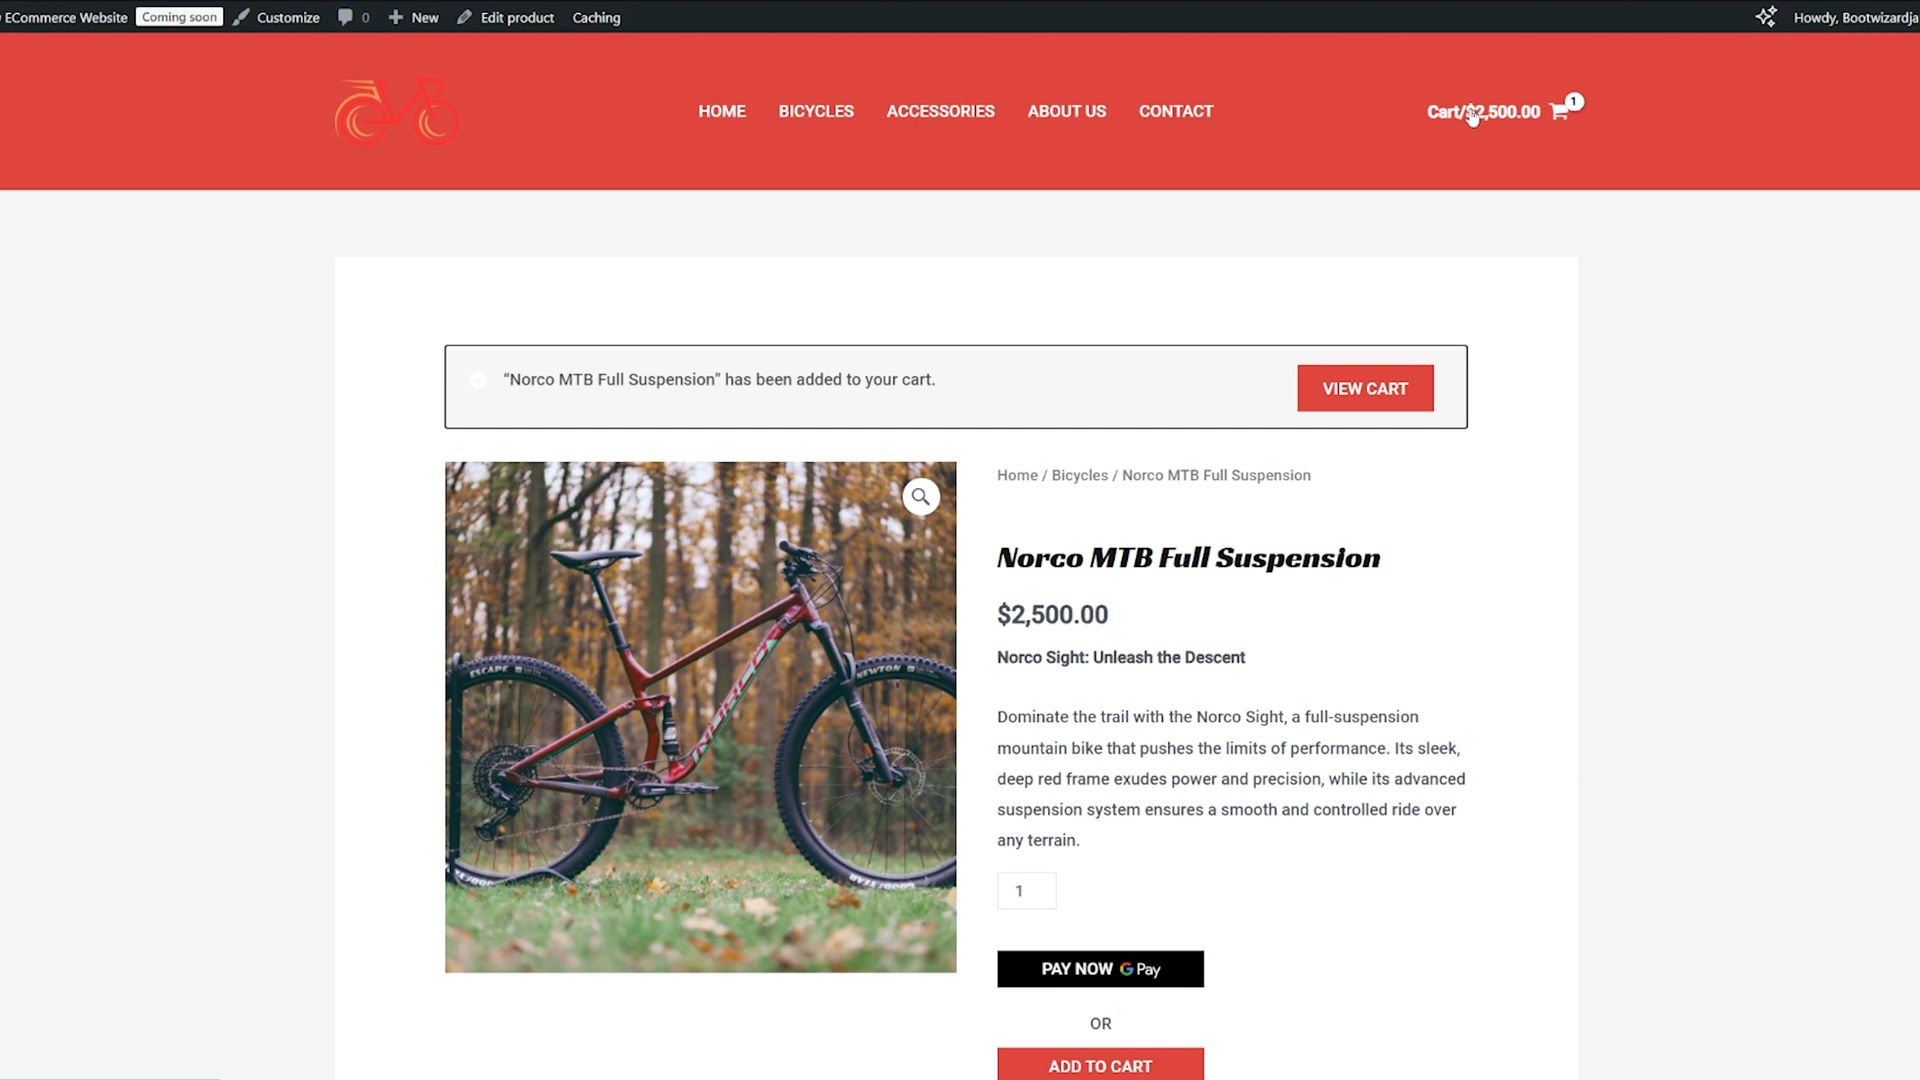 ECommerce Website Coming soon Customize 0 New Edit product Caching Howdy, Bootwizardja
HOME BICYCLES ACCESSORIES ABOUT US CONTACT Cart/$2,500.00 1
“Norco MTB Full Suspension” has been added to your cart. VIEW CART
Home / Bicycles / Norco MTB Full Suspension
Norco MTB Full Suspension
$2,500.00
Norco Sight: Unleash the Descent
Dominate the trail with the Norco Sight, a full-suspension
mountain bike that pushes the limits of performance. Its sleek,
deep red frame exudes power and precision, while its advanced
suspension system ensures a smooth and controlled ride over
any terrain.
1
PAY NOW G Pay
OR
ADD TO CART
ESCAPE
NEWTON
NORCO
GOODYEAR